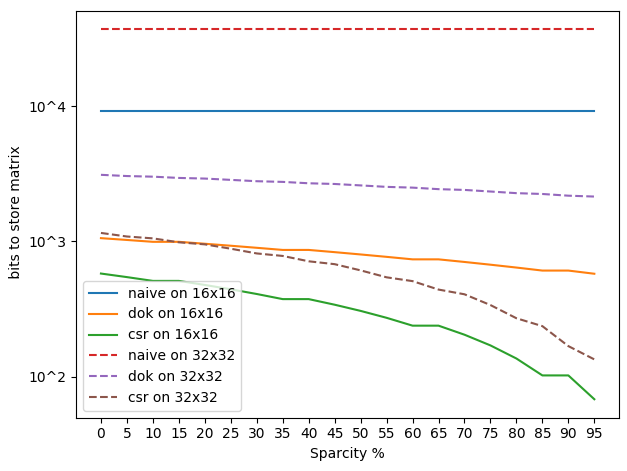 bits to store matrix
10^4
10^3
10^2
naive on 16x16
dok on 16x16
csr on 16x16
naive on 32x32
dok on 32x32
csr on 32x32
0 5 10 15 20 25 30 35 40 45 50 55 60 65 70 75 80 85 90 95
Sparcity %